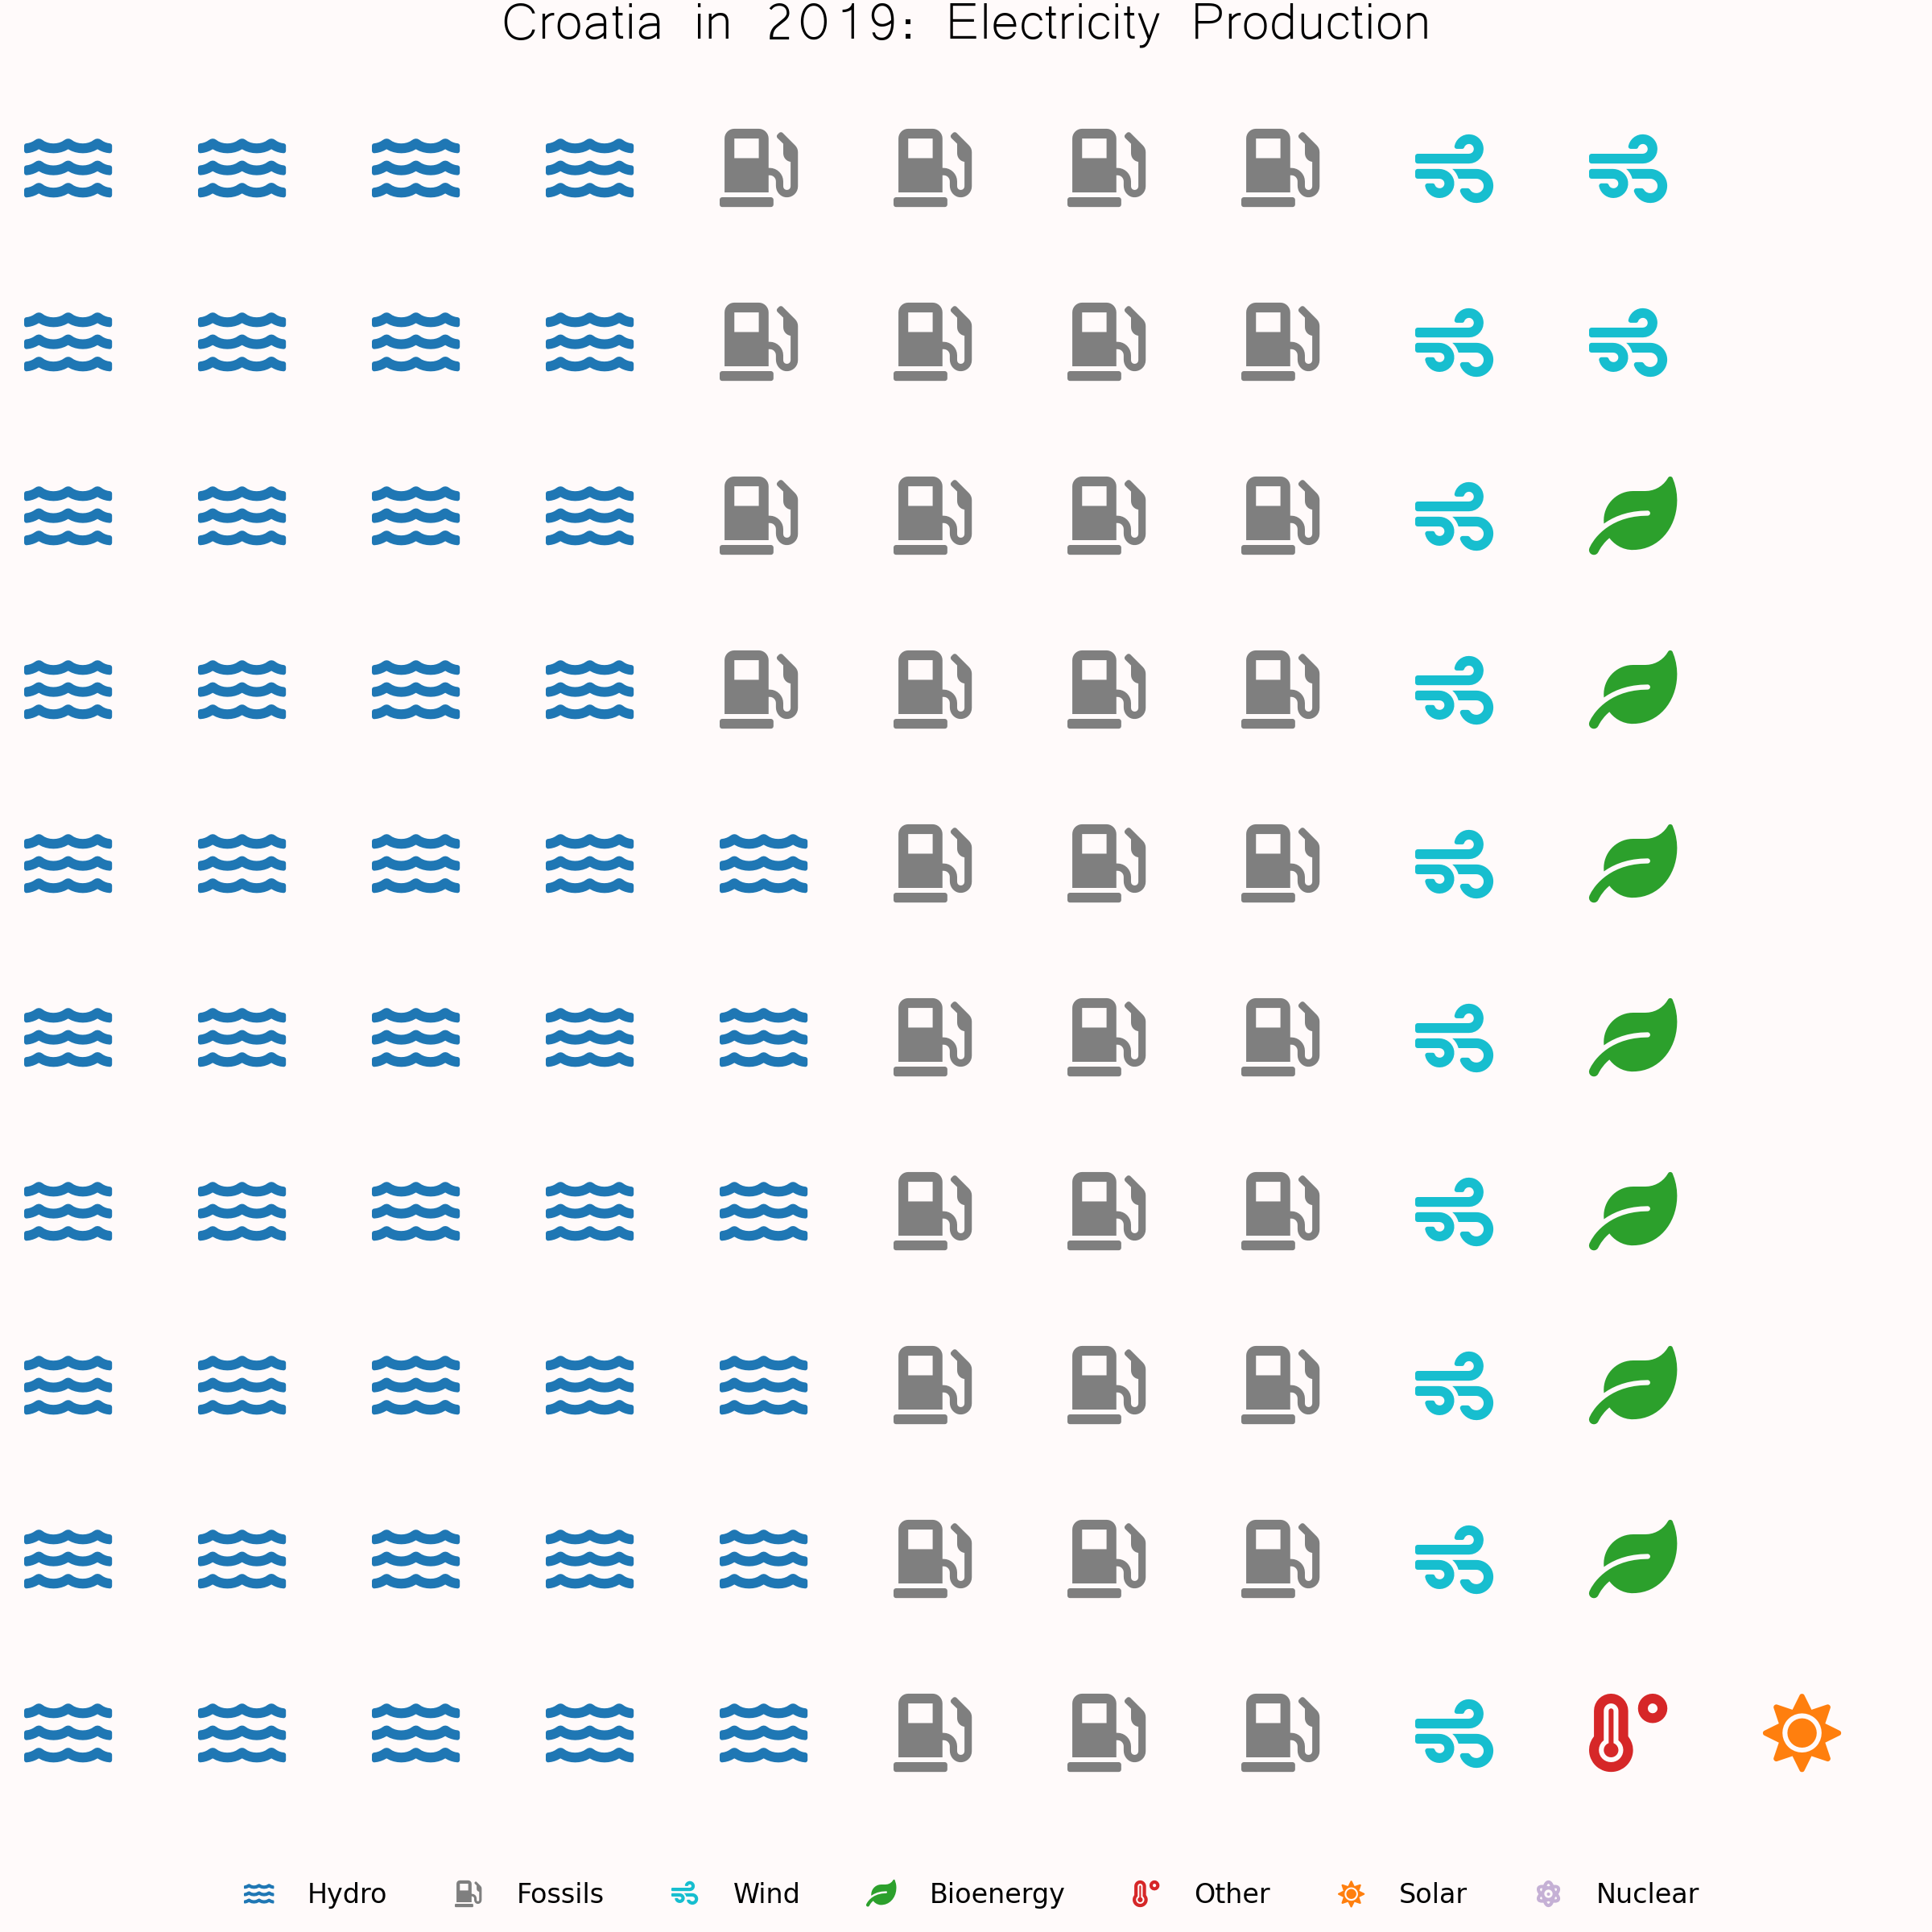 Croatia in 2019: Electricity Production
Hydro Fossils Wind Bioenergy Other Solar Nuclear